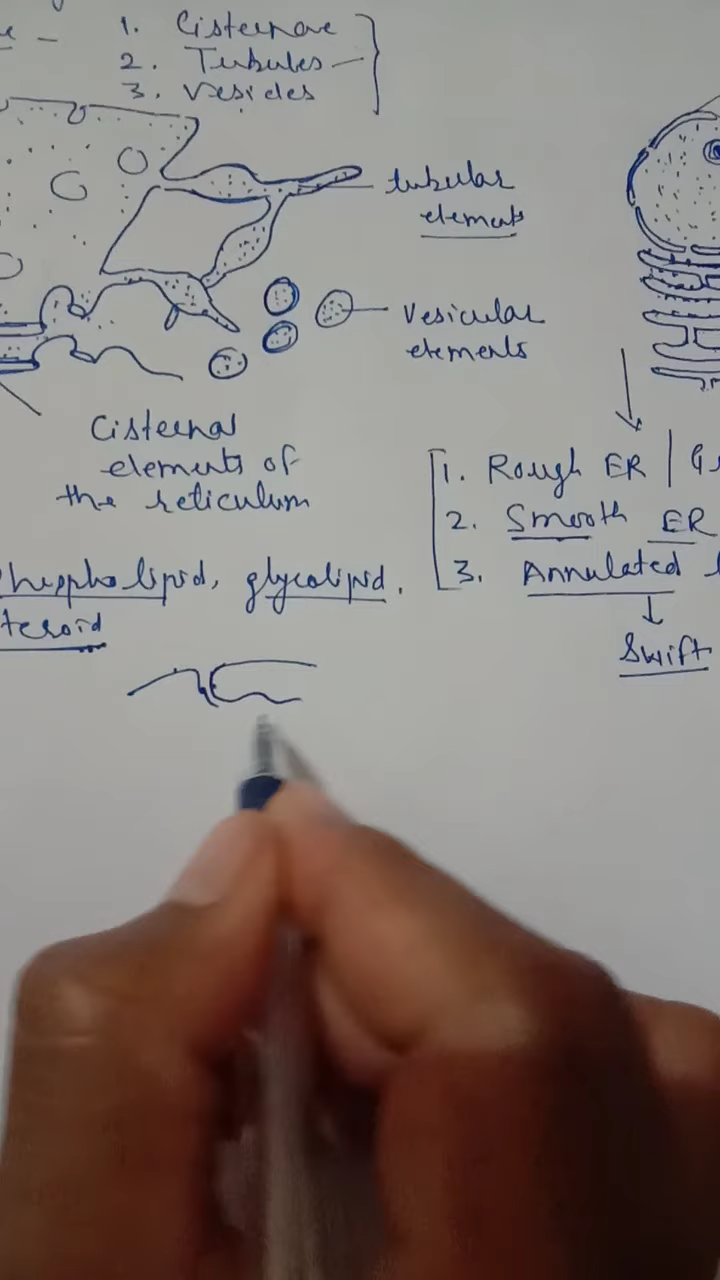 1. Cisternae
2. Tubules
3. Vesicles
tubular
elements
Vesicular
elements
Cisternal
elements of
the reticulum
1. Rough ER |
2. Smooth ER
3. Annulated
Swift
phospholipid, glycolipid.
steroid